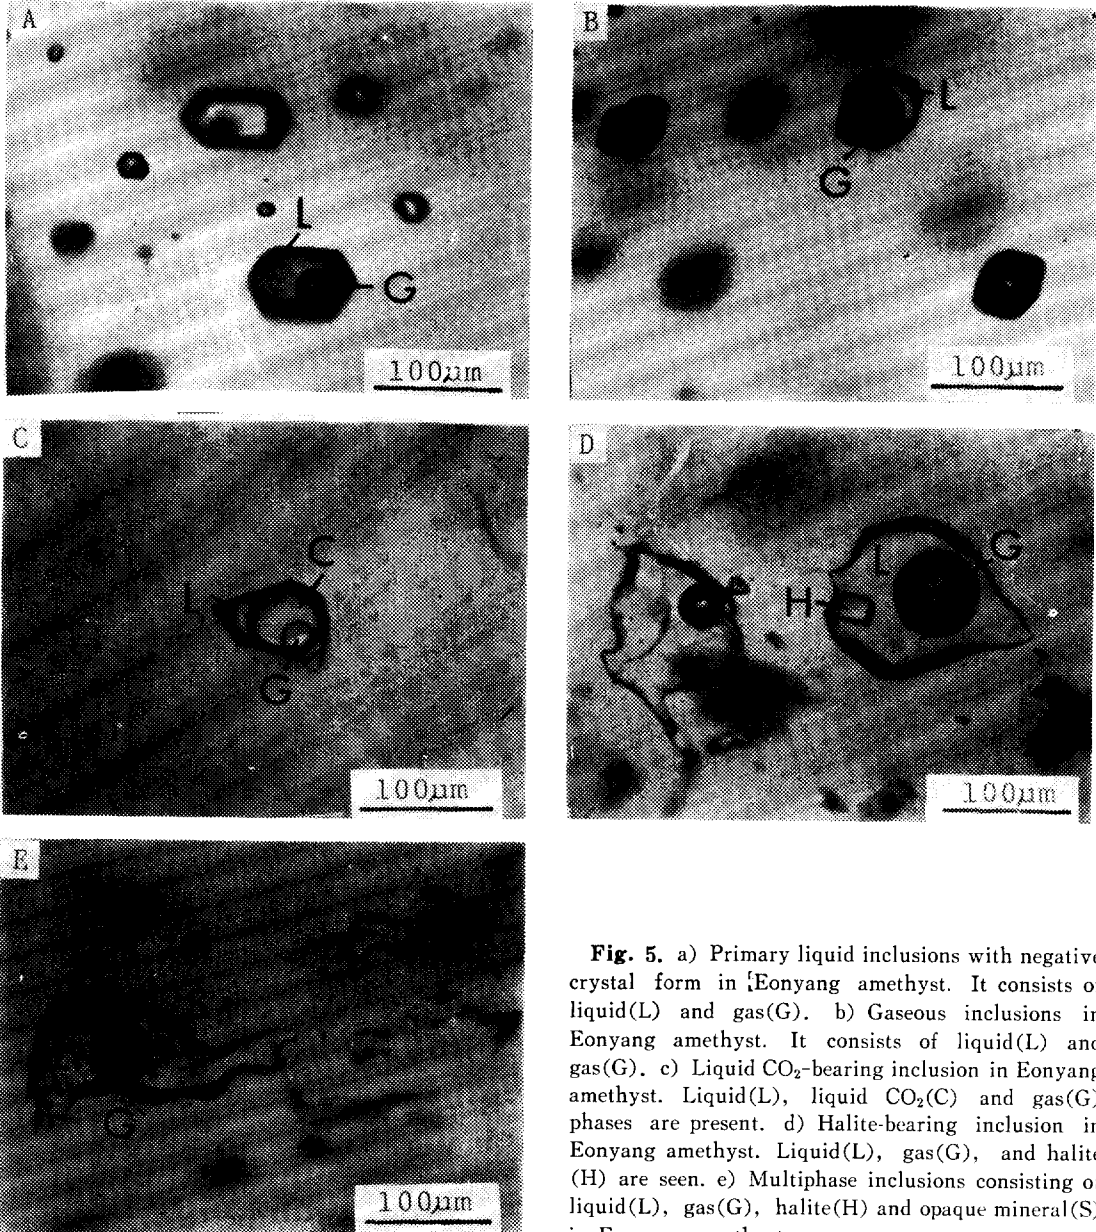 A
L
G
100μm
B
L
G
100μm
C
C
L
G
100μm
D
L
G
H
100μm
E
G
100μm
Fig. 5. a) Primary liquid inclusions with negative
crystal form in Eonyang amethyst. It consists of
liquid(L) and gas(G). b) Gaseous inclusions in
Eonyang amethyst. It consists of liquid(L) and
gas(G). c) Liquid CO₂-bearing inclusion in Eonyang
amethyst. Liquid(L), liquid CO₂(C) and gas(G)
phases are present. d) Halite-bearing inclusion in
Eonyang amethyst. Liquid(L), gas(G), and halite
(H) are seen. e) Multiphase inclusions consisting of
liquid(L), gas(G), halite(H) and opaque mineral(S)